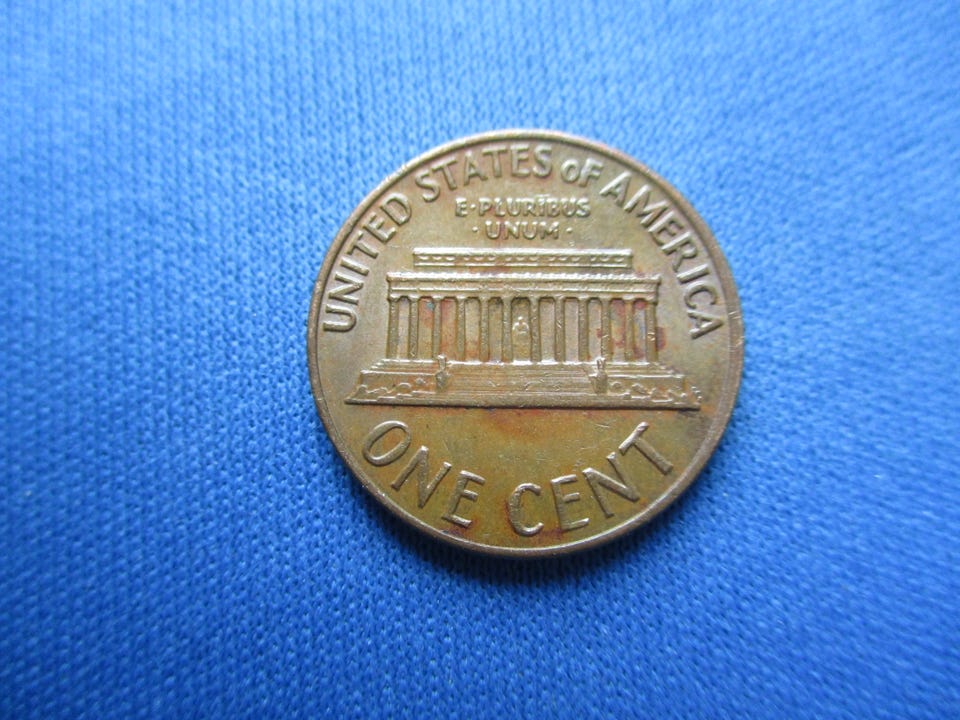 UNITED STATES oF AMERICA
E·PLURIBUS
·UNUM·
ONE CENT